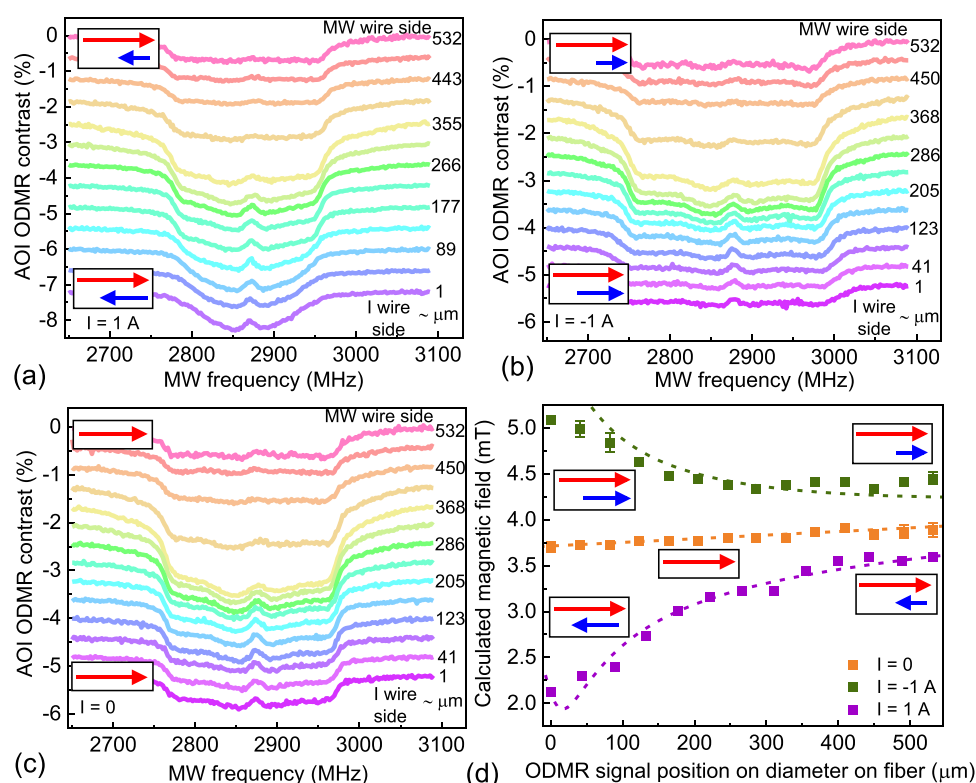 MW wire side
0
-1
-2
-3
-4
-5
-6
-7
-8
AOI ODMR contrast (%)
532
443
355
266
177
89
1
I wire ~ μm
side
I = 1 A
2700 2800 2900 3000 3100
MW frequency (MHz)
(a)
MW wire side
0
-1
-2
-3
-4
-5
-6
AOI ODMR contrast (%)
532
450
368
286
205
123
41
1
I wire ~ μm
side
I = -1 A
2700 2800 2900 3000 3100
MW frequency (MHz)
(b)
MW wire side
0
-1
-2
-3
-4
-5
-6
AOI ODMR contrast (%)
532
450
368
286
205
123
41
1
I wire ~ μm
side
I = 0
2700 2800 2900 3000 3100
MW frequency (MHz)
(c)
5.0
4.5
4.0
3.5
3.0
2.5
2.0
Calculated magnetic field (mT)
I = 0
I = -1 A
I = 1 A
0 100 200 300 400 500
ODMR signal position on diameter on fiber (μm)
(d)